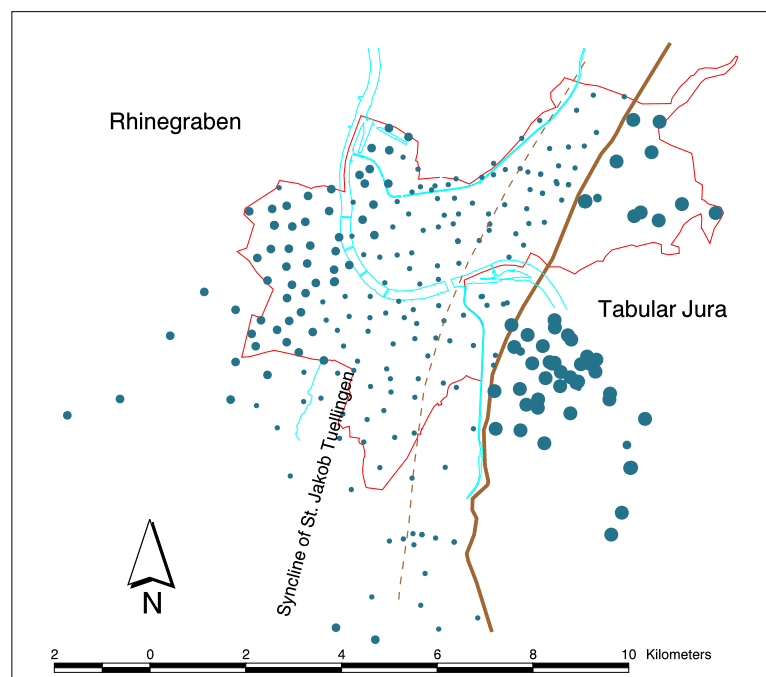 Rhinegraben
Tabular Jura
Syncline of St. Jakob Tuellingen
N
2 0 2 4 6 8 10 Kilometers